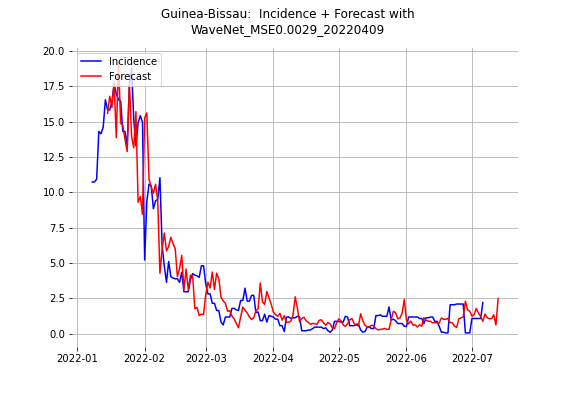 Guinea-Bissau:  Incidence + Forecast with
WaveNet_MSE0.0029_20220409
20.0
17.5
15.0
12.5
10.0
7.5
5.0
2.5
0.0
Incidence
Forecast
2022-01 2022-02 2022-03 2022-04 2022-05 2022-06 2022-07